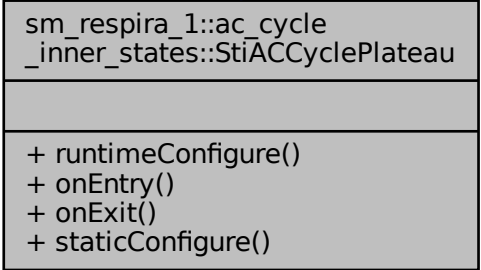 sm_respira_1::ac_cycle
_inner_states::StiACCyclePlateau
+ runtimeConfigure()
+ onEntry()
+ onExit()
+ staticConfigure()